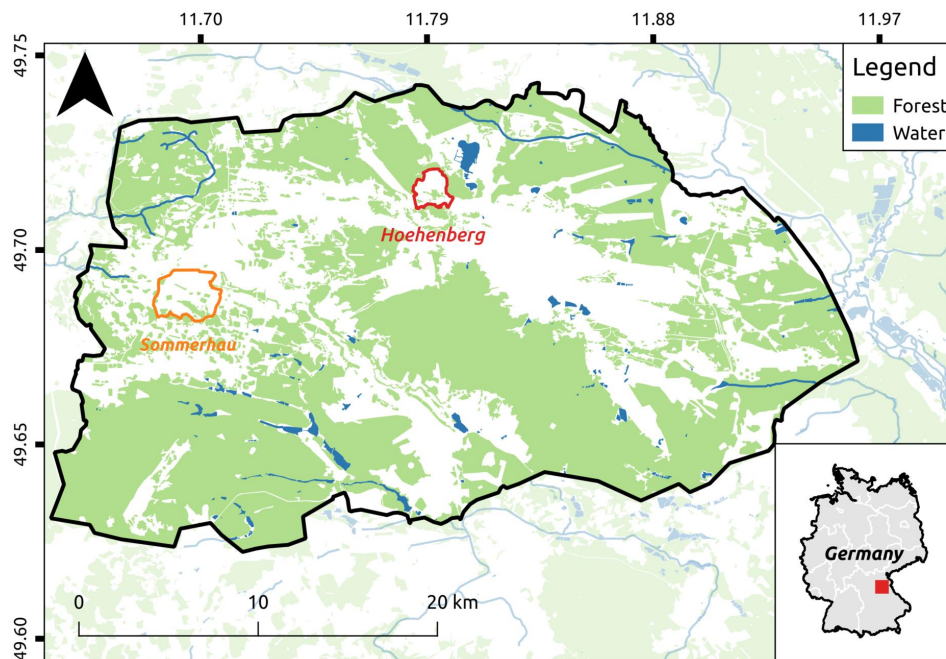 11.70 11.79 11.88 11.97
49.75
Legend
Forest
Water
Hoehenberg
49.70
Sommerhau
49.65
Germany
0 10 20 km
49.60